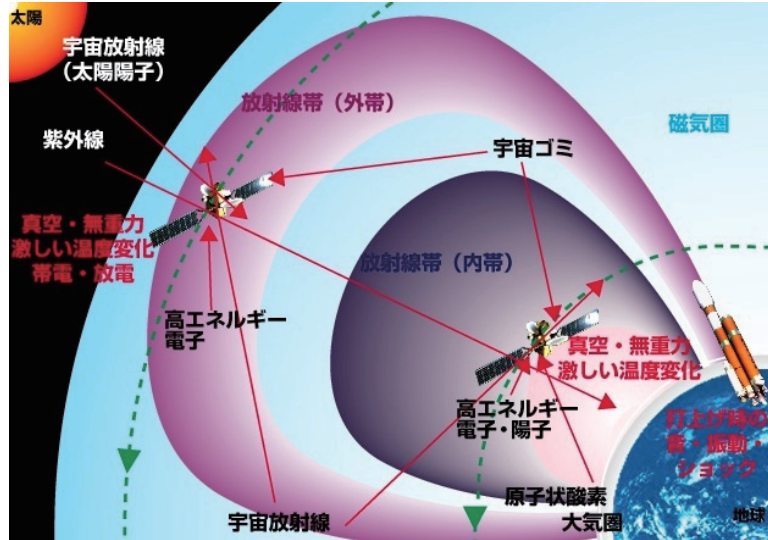 太陽
宇宙放射線
(太陽陽子)
紫外線
放射線帯(外帯)
宇宙ゴミ
磁気圏
真空・無重力
激しい温度変化
帯電・放電
放射線帯(内帯)
高エネルギー
電子
真空・無重力
激しい温度変化
高エネルギー
電子・陽子
打上げ時の
音・振動・
ショック
宇宙放射線
原子状酸素
大気圏
地球